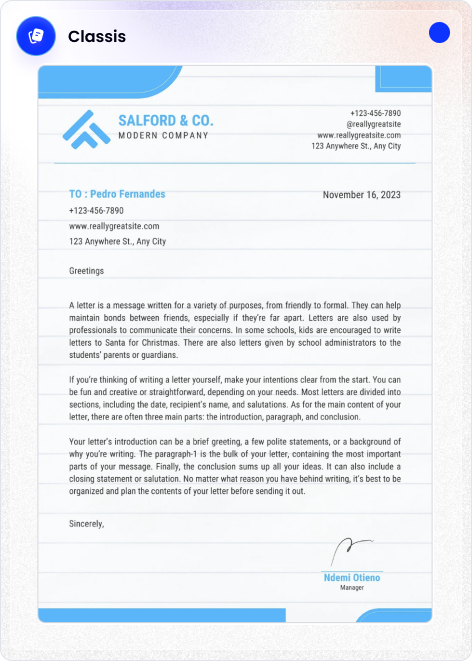 Classis
SALFORD & CO.
MODERN COMPANY
+123-456-7890
@reallygreatsite
www.reallygreatsite.com
123 Anywhere St., Any City
TO : Pedro Fernandes
November 16, 2023
+123-456-7890
www.reallygreatsite.com
123 Anywhere St., Any City
Greetings
A letter is a message written for a variety of purposes, from friendly to formal. They can help
maintain bonds between friends, especially if they're far apart. Letters are also used by
professionals to communicate their concerns. In some schools, kids are encouraged to write
letters to Santa for Christmas. There are also letters given by school administrators to the
students' parents or guardians.
If you're thinking of writing a letter yourself, make your intentions clear from the start. You can
be fun and creative or straightforward, depending on your needs. Most letters are divided into
sections, including the date, recipient's name, and salutations. As for the main content of your
letter, there are often three main parts: the introduction, paragraph, and conclusion.
Your letter's introduction can be a brief greeting, a few polite statements, or a background of
why you're writing. The paragraph-1 is the bulk of your letter, containing the most important
parts of your message. Finally, the conclusion sums up all your ideas. It can also include a
closing statement or salutation. No matter what reason you have behind writing, it's best to be
organized and plan the contents of your letter before sending it out.
Sincerely,
Ndemi Otieno
Manager